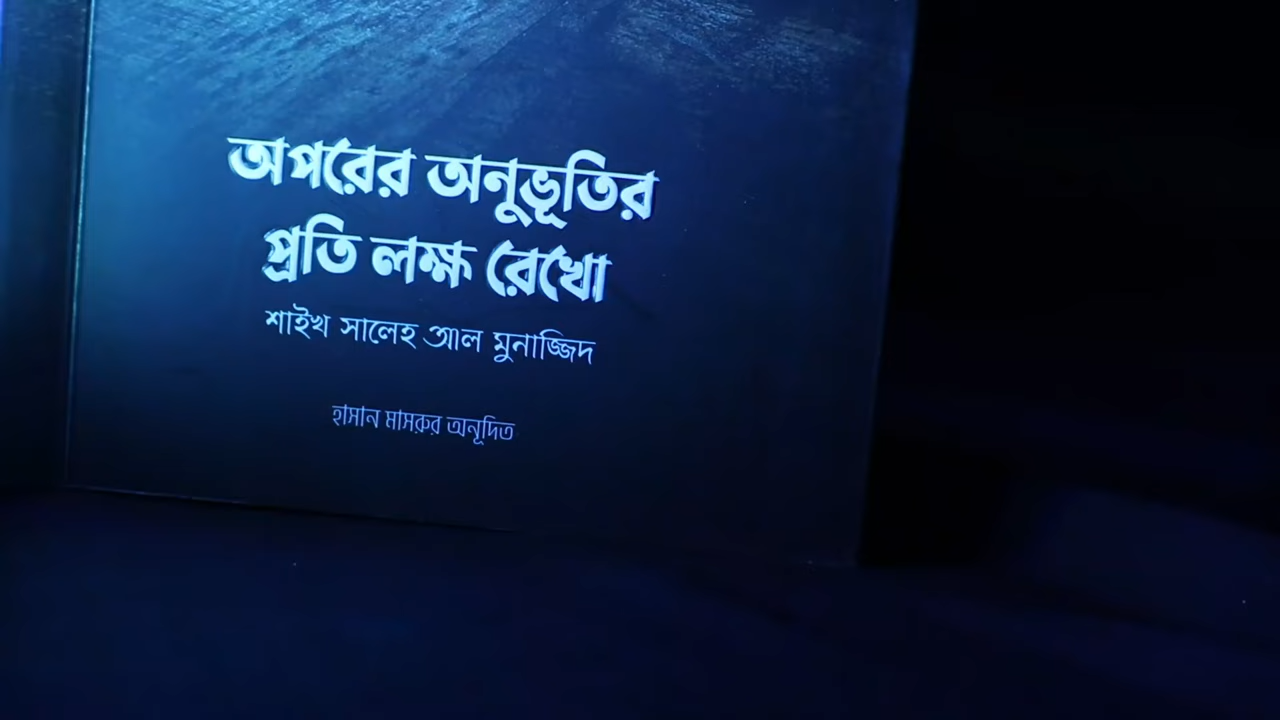 অপরের অনুভূতির
প্রতি লক্ষ রেখো
শাইখ সালেহ আল মুনাজ্জিদ
হাসান মাসরুর অনূদিত